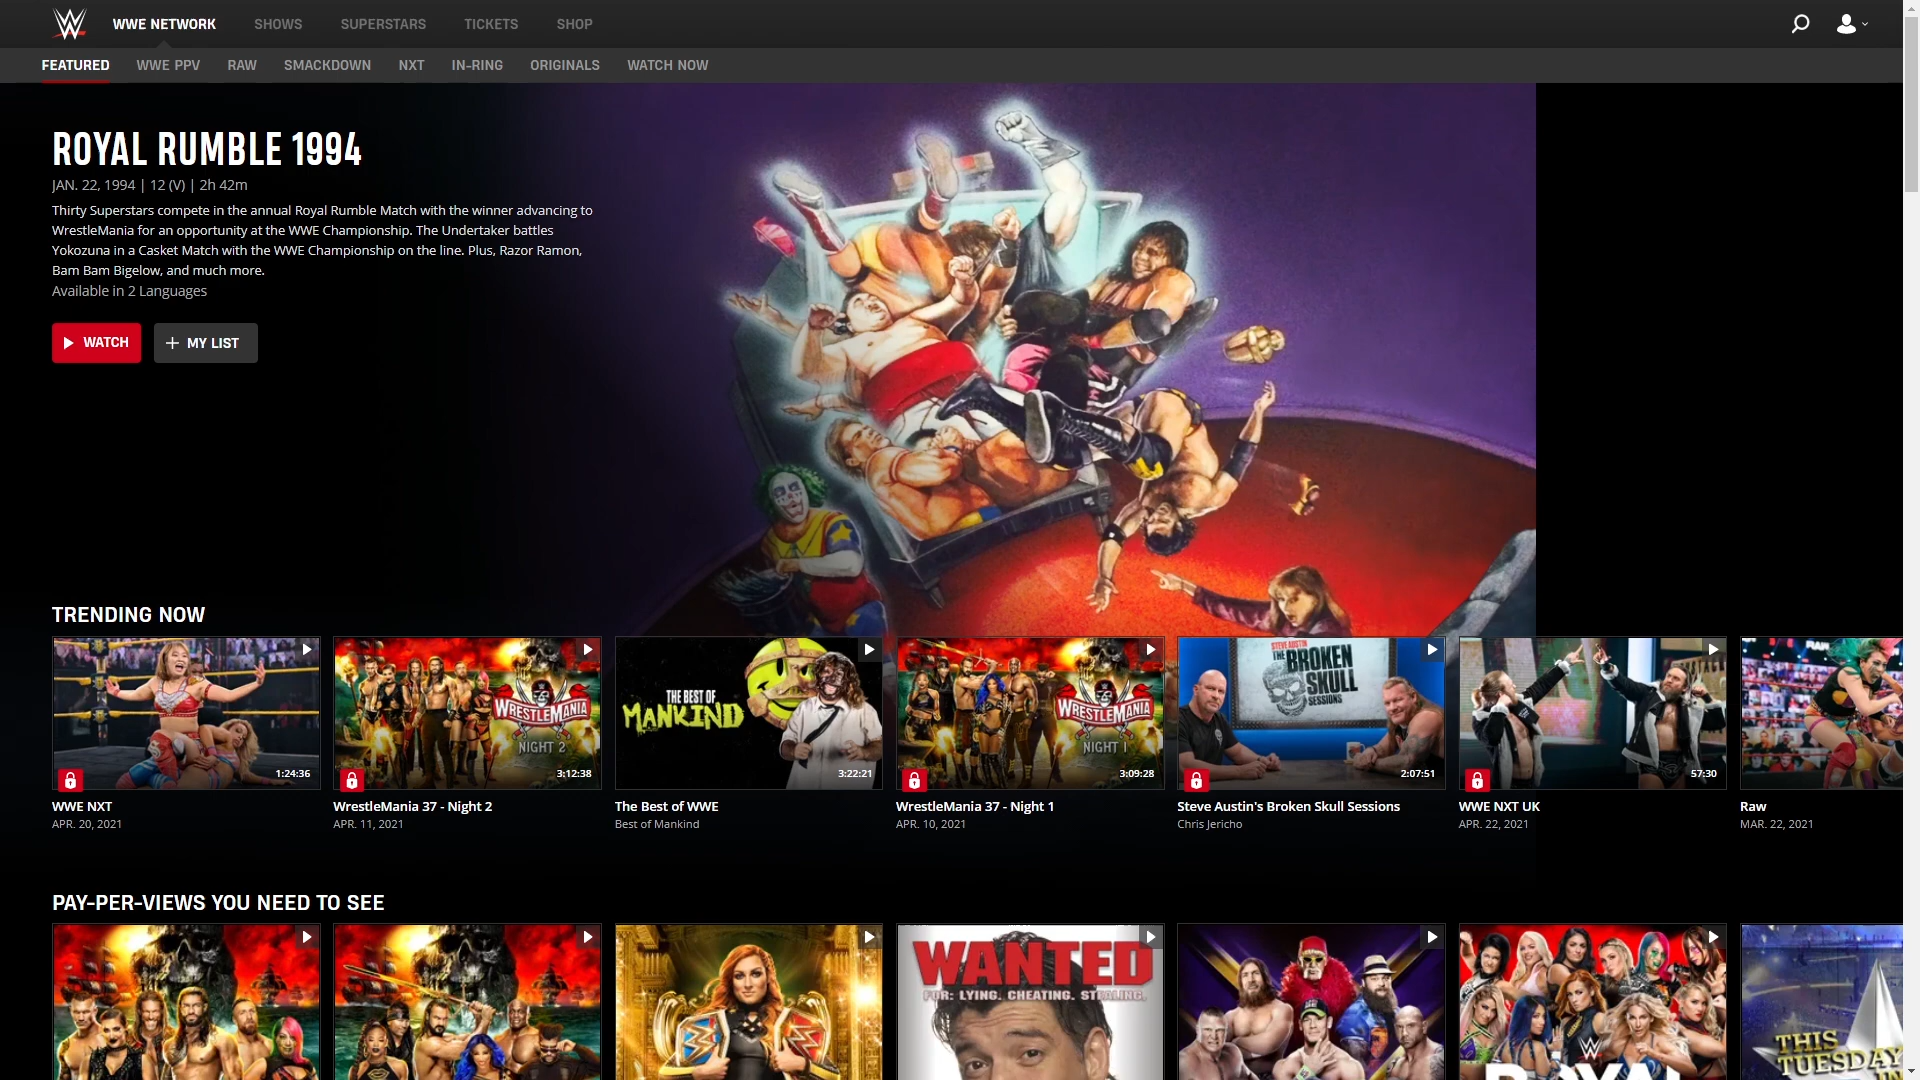 WWE NETWORK SHOWS SUPERSTARS TICKETS SHOP
FEATURED WWE PPV RAW SMACKDOWN NXT IN-RING ORIGINALS WATCH NOW
ROYAL RUMBLE 1994
JAN. 22, 1994 | 12 (V) | 2h 42m
Thirty Superstars compete in the annual Royal Rumble Match with the winner advancing to
WrestleMania for an opportunity at the WWE Championship. The Undertaker battles
Yokozuna in a Casket Match with the WWE Championship on the line. Plus, Razor Ramon,
Bam Bam Bigelow, and much more.
Available in 2 Languages
WATCH
MY LIST
TRENDING NOW
1:24:36
WWE NXT
APR. 20, 2021
WRESTLEMANIA
NIGHT 2
3:12:38
WrestleMania 37 - Night 2
APR. 11, 2021
THE BEST OF
MANKIND
3:22:21
The Best of WWE
Best of Mankind
WRESTLEMANIA
NIGHT 1
3:09:28
WrestleMania 37 - Night 1
APR. 10, 2021
STEVE AUSTIN'S
THE BROKEN
SKULL
SESSIONS
2:07:51
Steve Austin's Broken Skull Sessions
Chris Jericho
57:30
WWE NXT UK
APR. 22, 2021
Raw
MAR. 22, 2021
PAY-PER-VIEWS YOU NEED TO SEE
WANTED
FOR: LYING. CHEATING. STEALING.
ROYAL
THIS
TUESDAY
IN